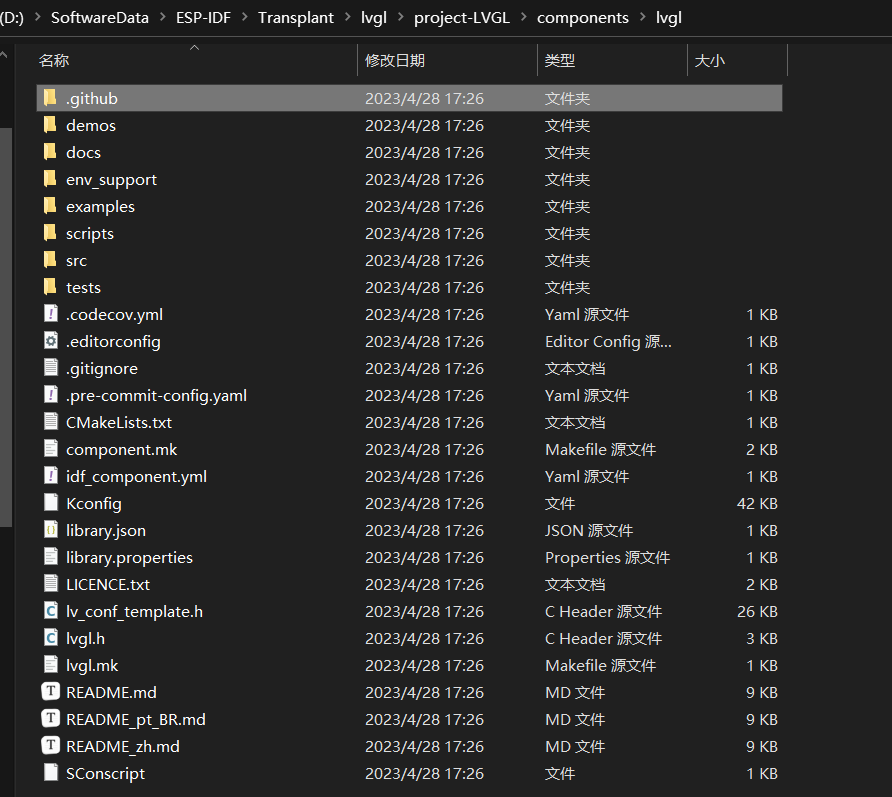 (D:) > SoftwareData > ESP-IDF > Transplant > lvgl > project-LVGL > components > lvgl
名称 修改日期 类型 大小
.github 2023/4/28 17:26 文件夹
demos 2023/4/28 17:26 文件夹
docs 2023/4/28 17:26 文件夹
env_support 2023/4/28 17:26 文件夹
examples 2023/4/28 17:26 文件夹
scripts 2023/4/28 17:26 文件夹
src 2023/4/28 17:26 文件夹
tests 2023/4/28 17:26 文件夹
.codecov.yml 2023/4/28 17:26 Yaml 源文件 1 KB
.editorconfig 2023/4/28 17:26 Editor Config 源... 1 KB
.gitignore 2023/4/28 17:26 文本文档 1 KB
.pre-commit-config.yaml 2023/4/28 17:26 Yaml 源文件 1 KB
CMakeLists.txt 2023/4/28 17:26 文本文档 1 KB
component.mk 2023/4/28 17:26 Makefile 源文件 2 KB
idf_component.yml 2023/4/28 17:26 Yaml 源文件 1 KB
Kconfig 2023/4/28 17:26 文件 42 KB
library.json 2023/4/28 17:26 JSON 源文件 1 KB
library.properties 2023/4/28 17:26 Properties 源文件 1 KB
LICENCE.txt 2023/4/28 17:26 文本文档 2 KB
lv_conf_template.h 2023/4/28 17:26 C Header 源文件 26 KB
lvgl.h 2023/4/28 17:26 C Header 源文件 3 KB
lvgl.mk 2023/4/28 17:26 Makefile 源文件 1 KB
README.md 2023/4/28 17:26 MD 文件 9 KB
README_pt_BR.md 2023/4/28 17:26 MD 文件 9 KB
README_zh.md 2023/4/28 17:26 MD 文件 9 KB
SConscript 2023/4/28 17:26 文件 1 KB